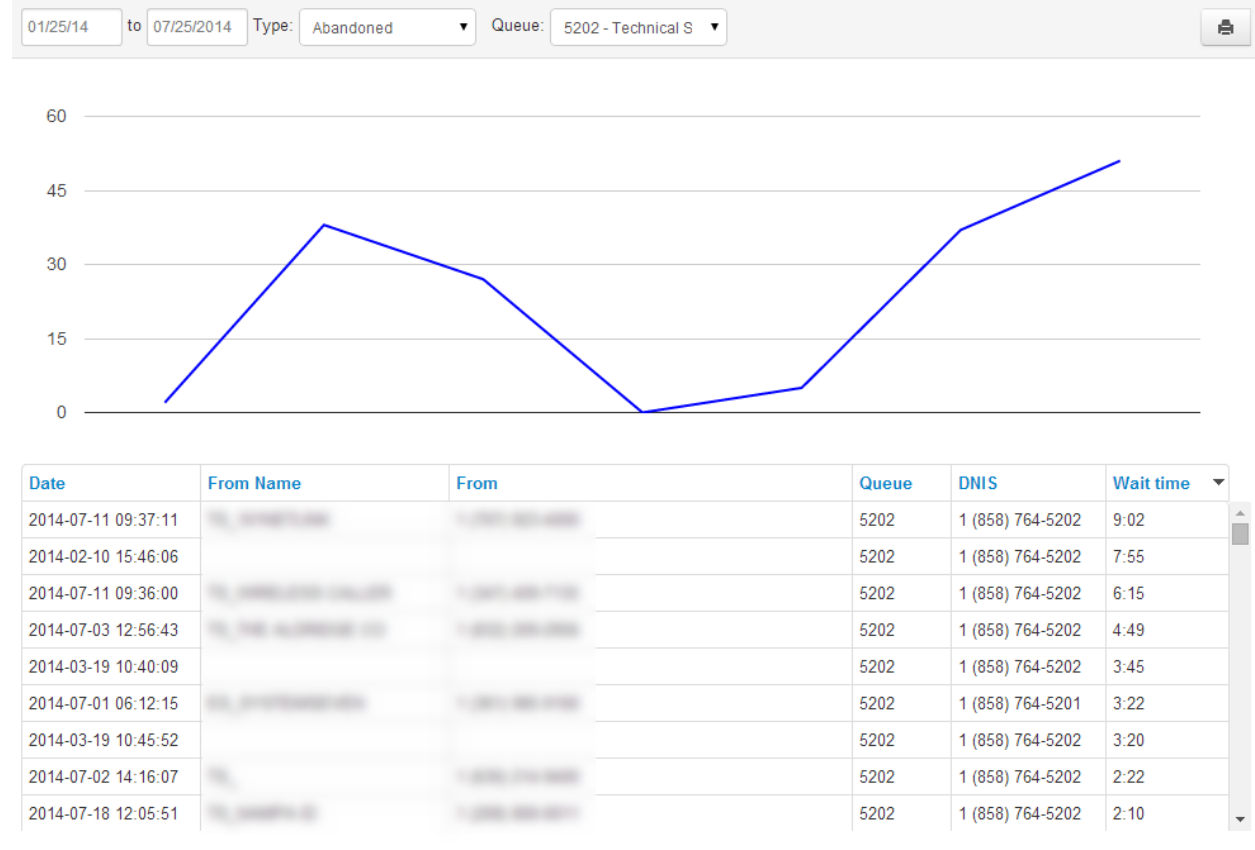 01/25/14 to 07/25/2014 Type: Abandoned Queue: 5202 - Technical S
60
45
30
15
0
Date From Name From Queue DNIS Wait time
2014-07-11 09:37:11 5202 1 (858) 764-5202 9:02
2014-02-10 15:46:06 5202 1 (858) 764-5202 7:55
2014-07-11 09:36:00 5202 1 (858) 764-5202 6:15
2014-07-03 12:56:43 5202 1 (858) 764-5202 4:49
2014-03-19 10:40:09 5202 1 (858) 764-5202 3:45
2014-07-01 06:12:15 5202 1 (858) 764-5201 3:22
2014-03-19 10:45:52 5202 1 (858) 764-5202 3:20
2014-07-02 14:16:07 5202 1 (858) 764-5202 2:22
2014-07-18 12:05:51 5202 1 (858) 764-5202 2:10